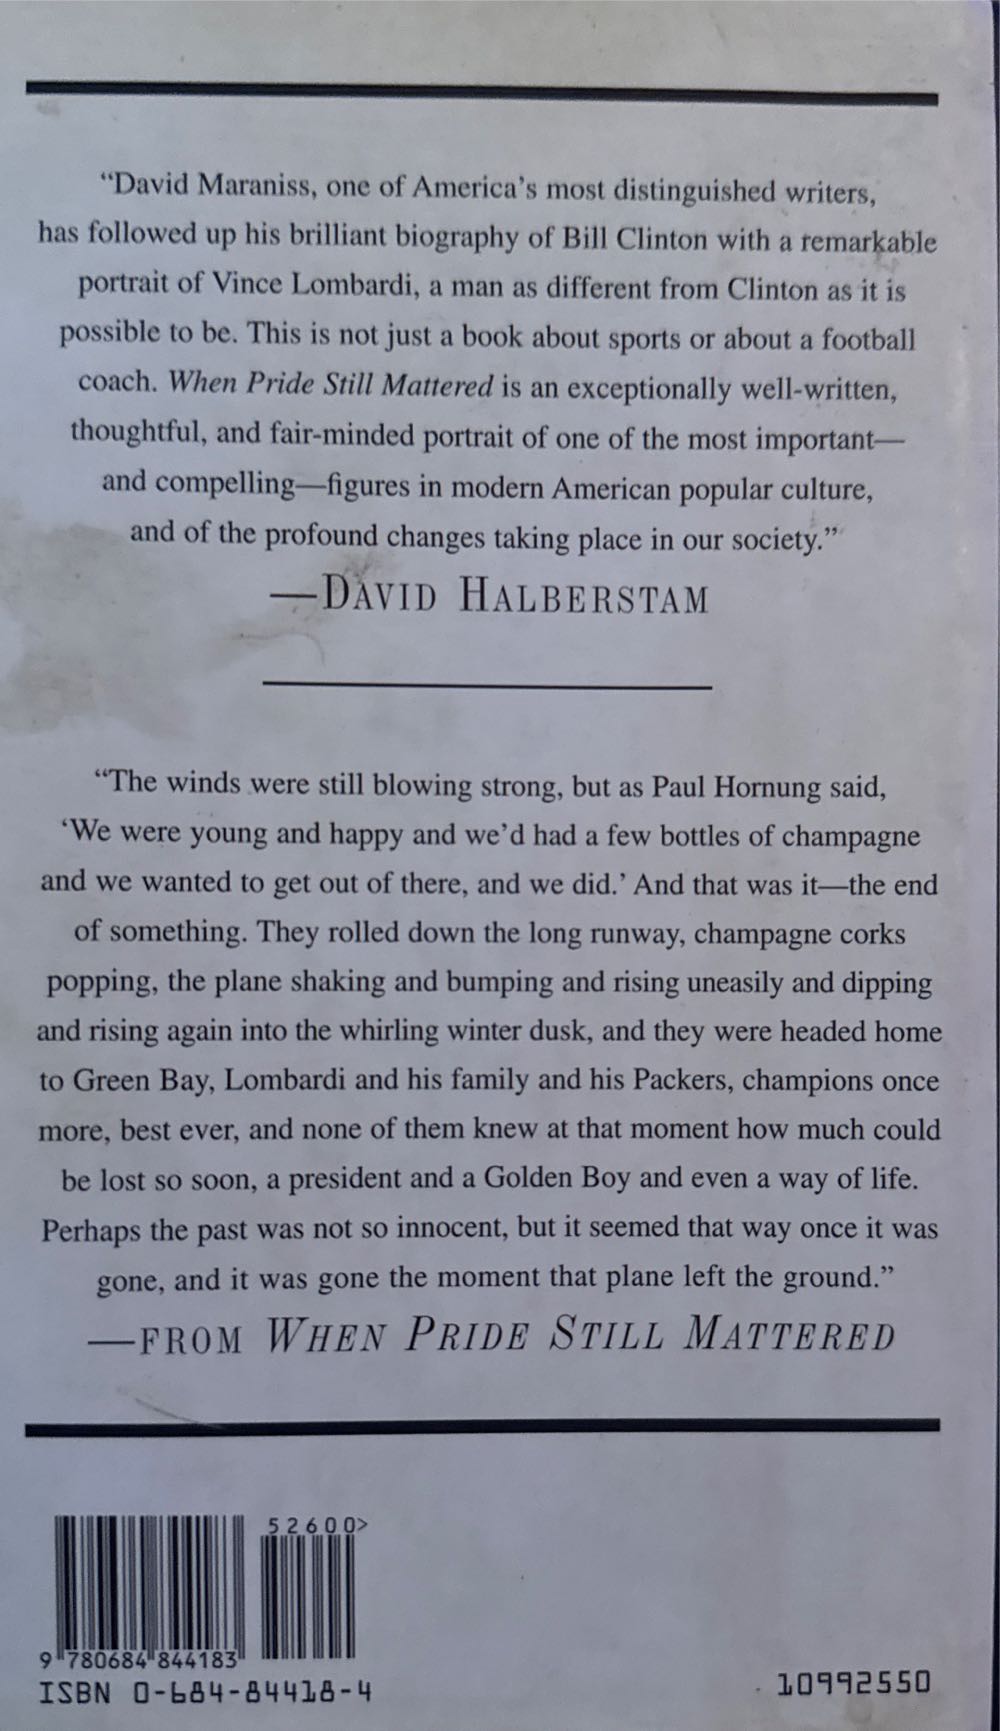 “David Maraniss, one of America’s most distinguished writers,
has followed up his brilliant biography of Bill Clinton with a remarkable
portrait of Vince Lombardi, a man as different from Clinton as it is
possible to be. This is not just a book about sports or about a football
coach. When Pride Still Mattered is an exceptionally well-written,
thoughtful, and fair-minded portrait of one of the most important—
and compelling—figures in modern American popular culture,
and of the profound changes taking place in our society.”
—DAVID HALBERSTAM
“The winds were still blowing strong, but as Paul Hornung said,
‘We were young and happy and we’d had a few bottles of champagne
and we wanted to get out of there, and we did.’ And that was it—the end
of something. They rolled down the long runway, champagne corks
popping, the plane shaking and bumping and rising uneasily and dipping
and rising again into the whirling winter dusk, and they were headed home
to Green Bay, Lombardi and his family and his Packers, champions once
more, best ever, and none of them knew at that moment how much could
be lost so soon, a president and a Golden Boy and even a way of life.
Perhaps the past was not so innocent, but it seemed that way once it was
gone, and it was gone the moment that plane left the ground.”
—FROM WHEN PRIDE STILL MATTERED
52600>
9 780684 844183
ISBN 0-684-84418-4
10992550